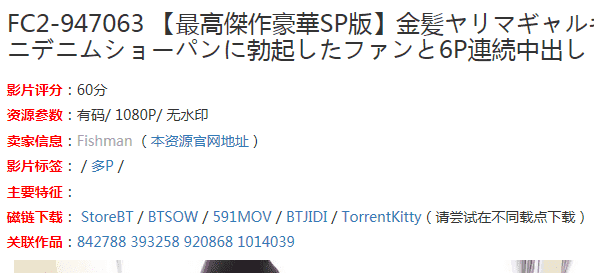 FC2-947063 【最高傑作豪華SP版】金髪ヤリマギャル
ニデニムショーパンに勃起したファンと6P連続中出し
影片评分：60分
资源参数：有码/ 1080P/ 无水印
卖家信息：Fishman （本资源官网地址）
影片标签： / 多P /
主要特征：
磁链下载： StoreBT / BTSOW / 591MOV / BTJIDI / TorrentKitty（请尝试在不同载点下载）
关联作品：842788 393258 920868 1014039